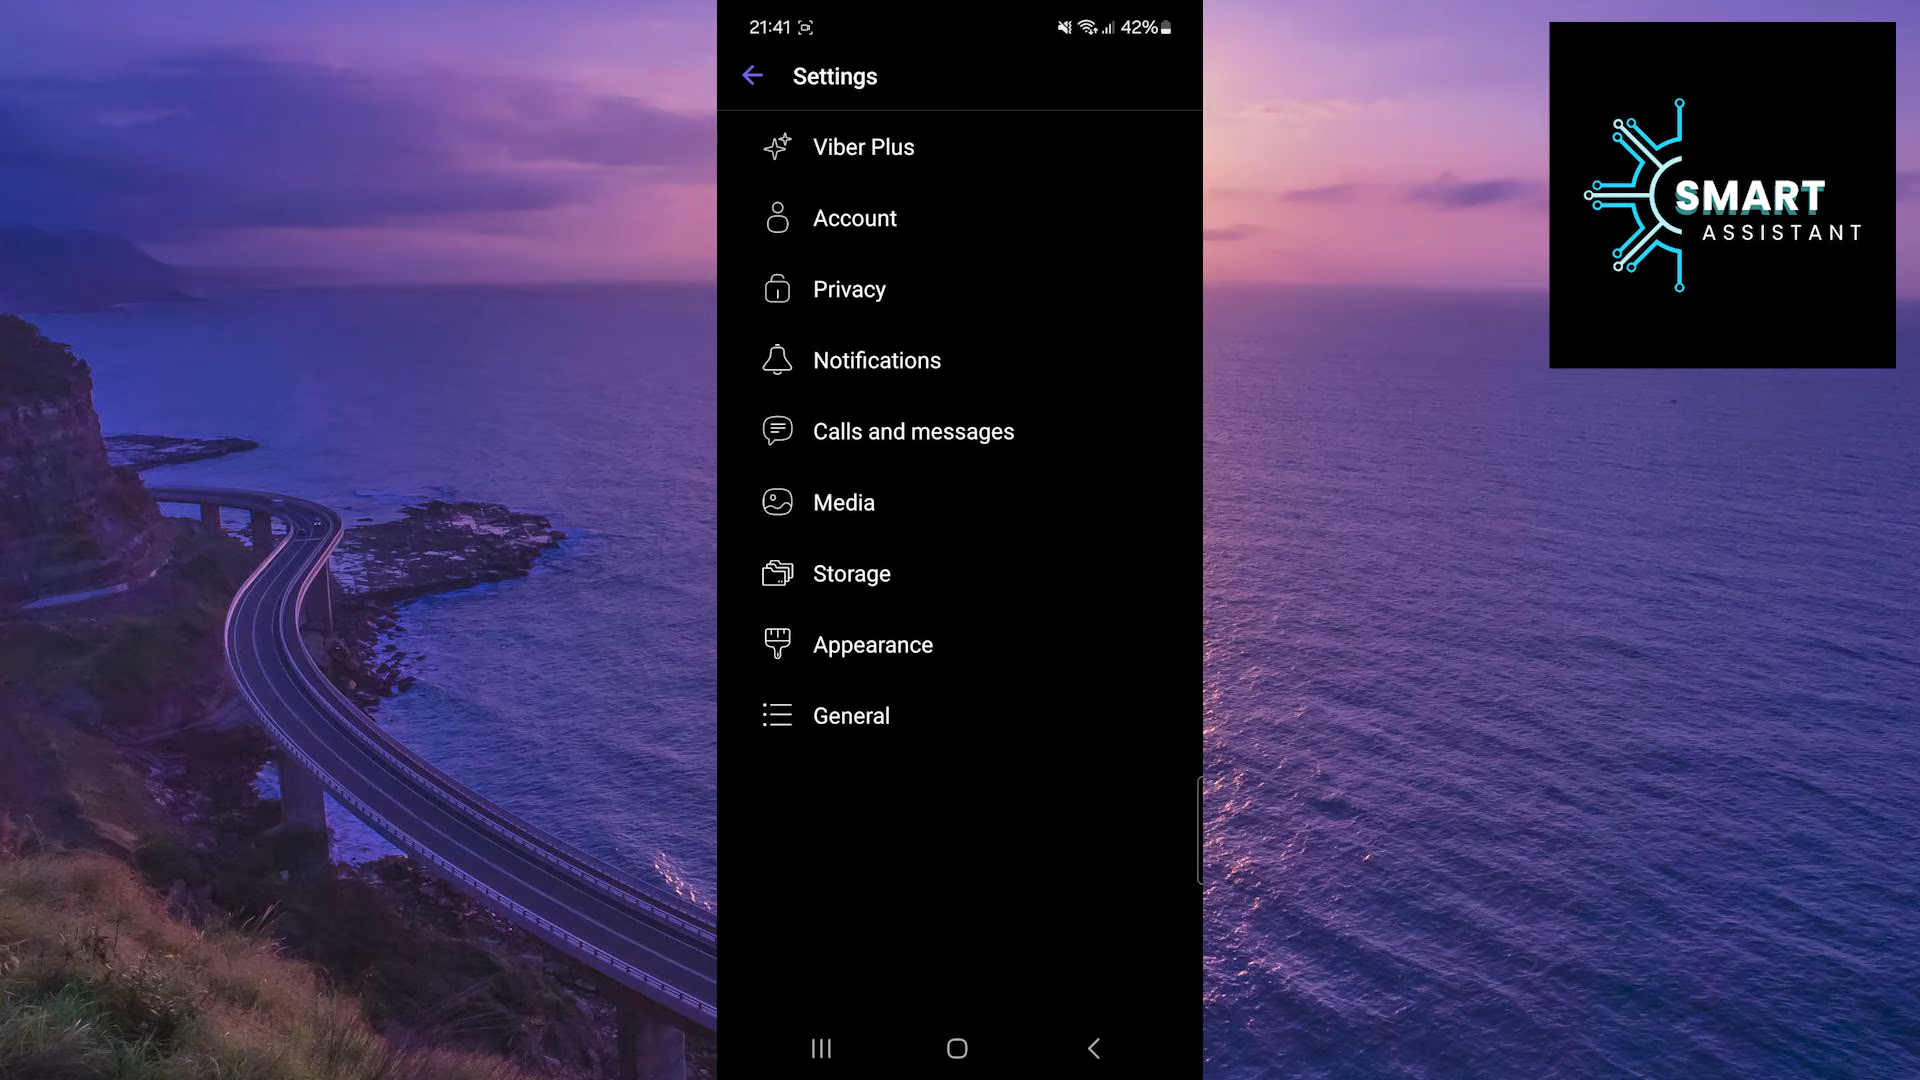 21:41
42%
Settings
Viber Plus
Account
Privacy
Notifications
Calls and messages
Media
Storage
Appearance
General
SMART
ASSISTANT